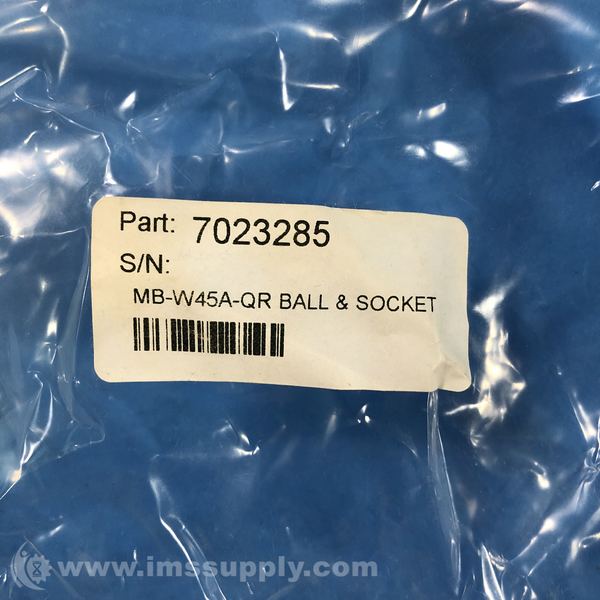 Part: 7023285
S/N:
MB-W45A-QR BALL & SOCKET
www.imssupply.com